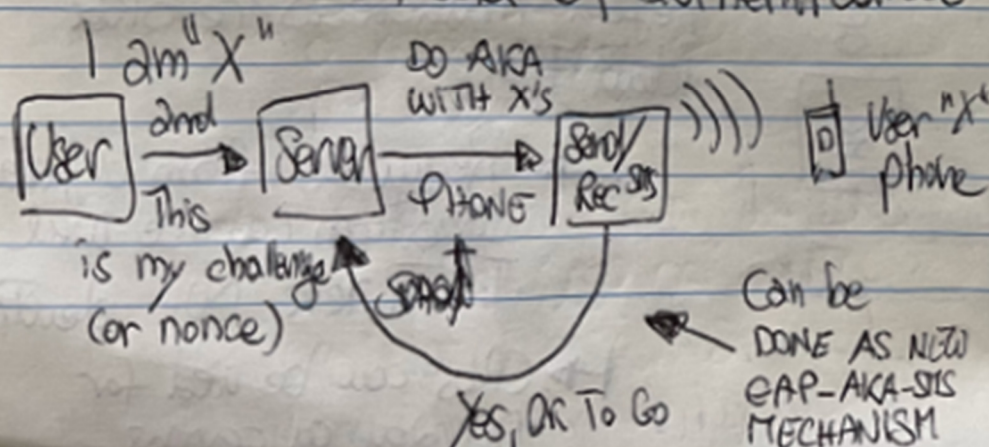 I am "X"
and
This
is my challenge
(or nonce)
User
Server
DO AKA
WITH X's
PHONE
Send/
REC SMS
User "X"
phone
Yes, OK To Go
Can be
DONE AS NEW
EAP-AKA-SMS
MECHANISM